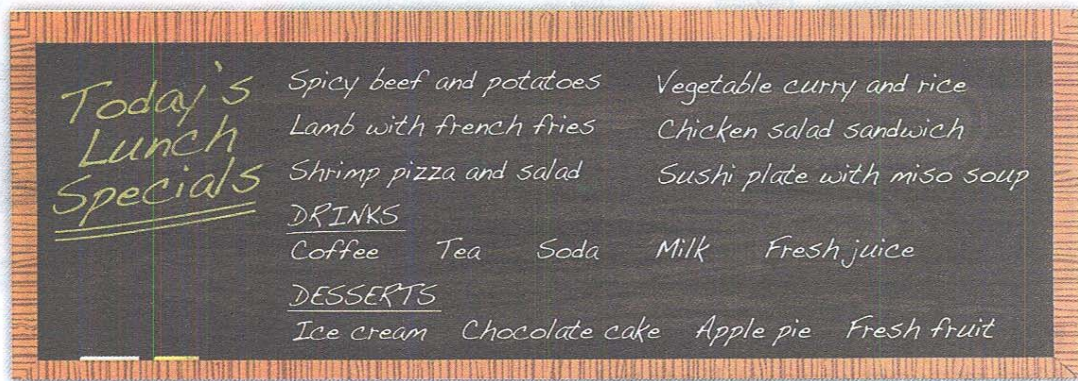 Today's
Lunch
Specials
Spicy beef and potatoes
Vegetable curry and rice
Lamb with french fries
Chicken salad sandwich
Shrimp pizza and salad
Sushi plate with miso soup
DRINKS
Coffee Tea Soda Milk Fresh juice
DESSERTS
Ice cream Chocolate cake Apple pie Fresh fruit